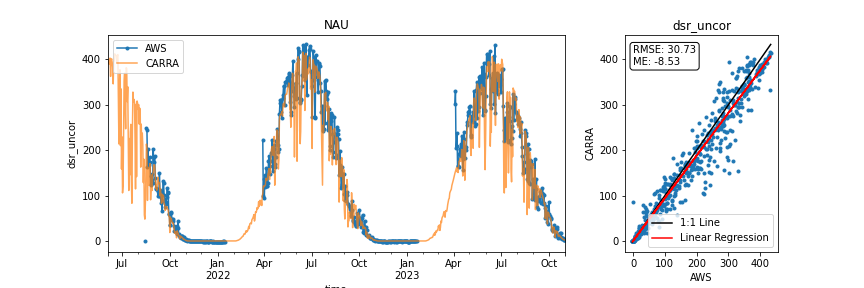 NAU
dsr_uncor
AWS
CARRA
400
300
200
100
0
Jul
Oct
Jan
2022
Apr
Jul
Oct
Jan
2023
Apr
Jul
Oct
time
dsr_uncor
RMSE: 30.73
ME: -8.53
CARRA
400
300
200
100
0
1:1 Line
Linear Regression
0
100
200
300
400
AWS